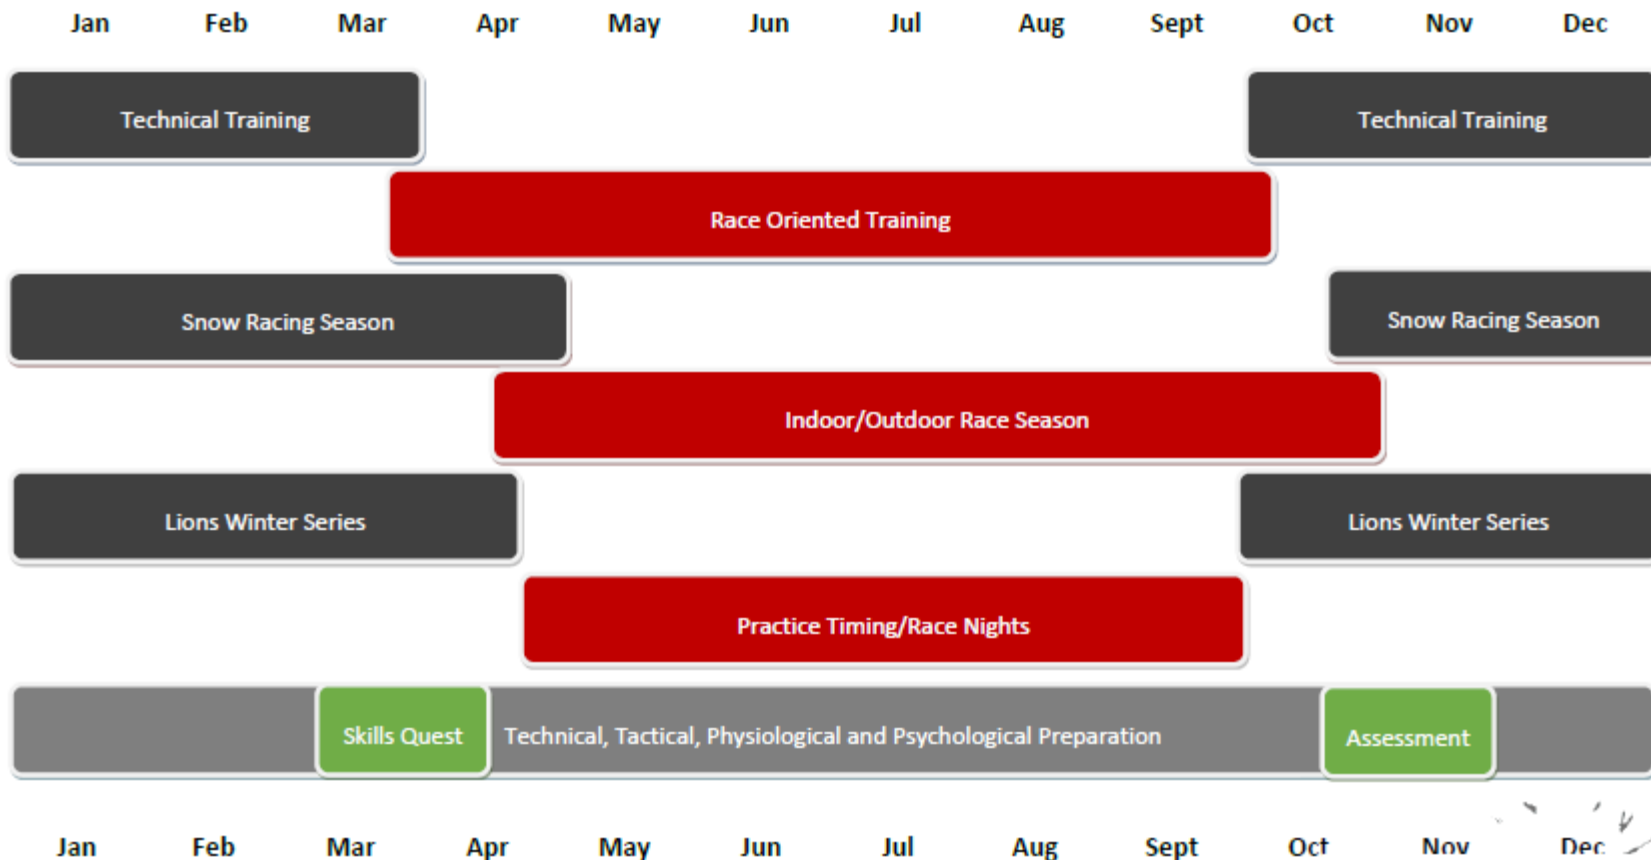 Jan Feb Mar Apr May Jun Jul Aug Sept Oct Nov Dec
Technical Training Technical Training
Race Oriented Training
Snow Racing Season Snow Racing Season
Indoor/Outdoor Race Season
Lions Winter Series Lions Winter Series
Practice Timing/Race Nights
Skills Quest Technical, Tactical, Physiological and Psychological Preparation Assessment
Jan Feb Mar Apr May Jun Jul Aug Sept Oct Nov Dec